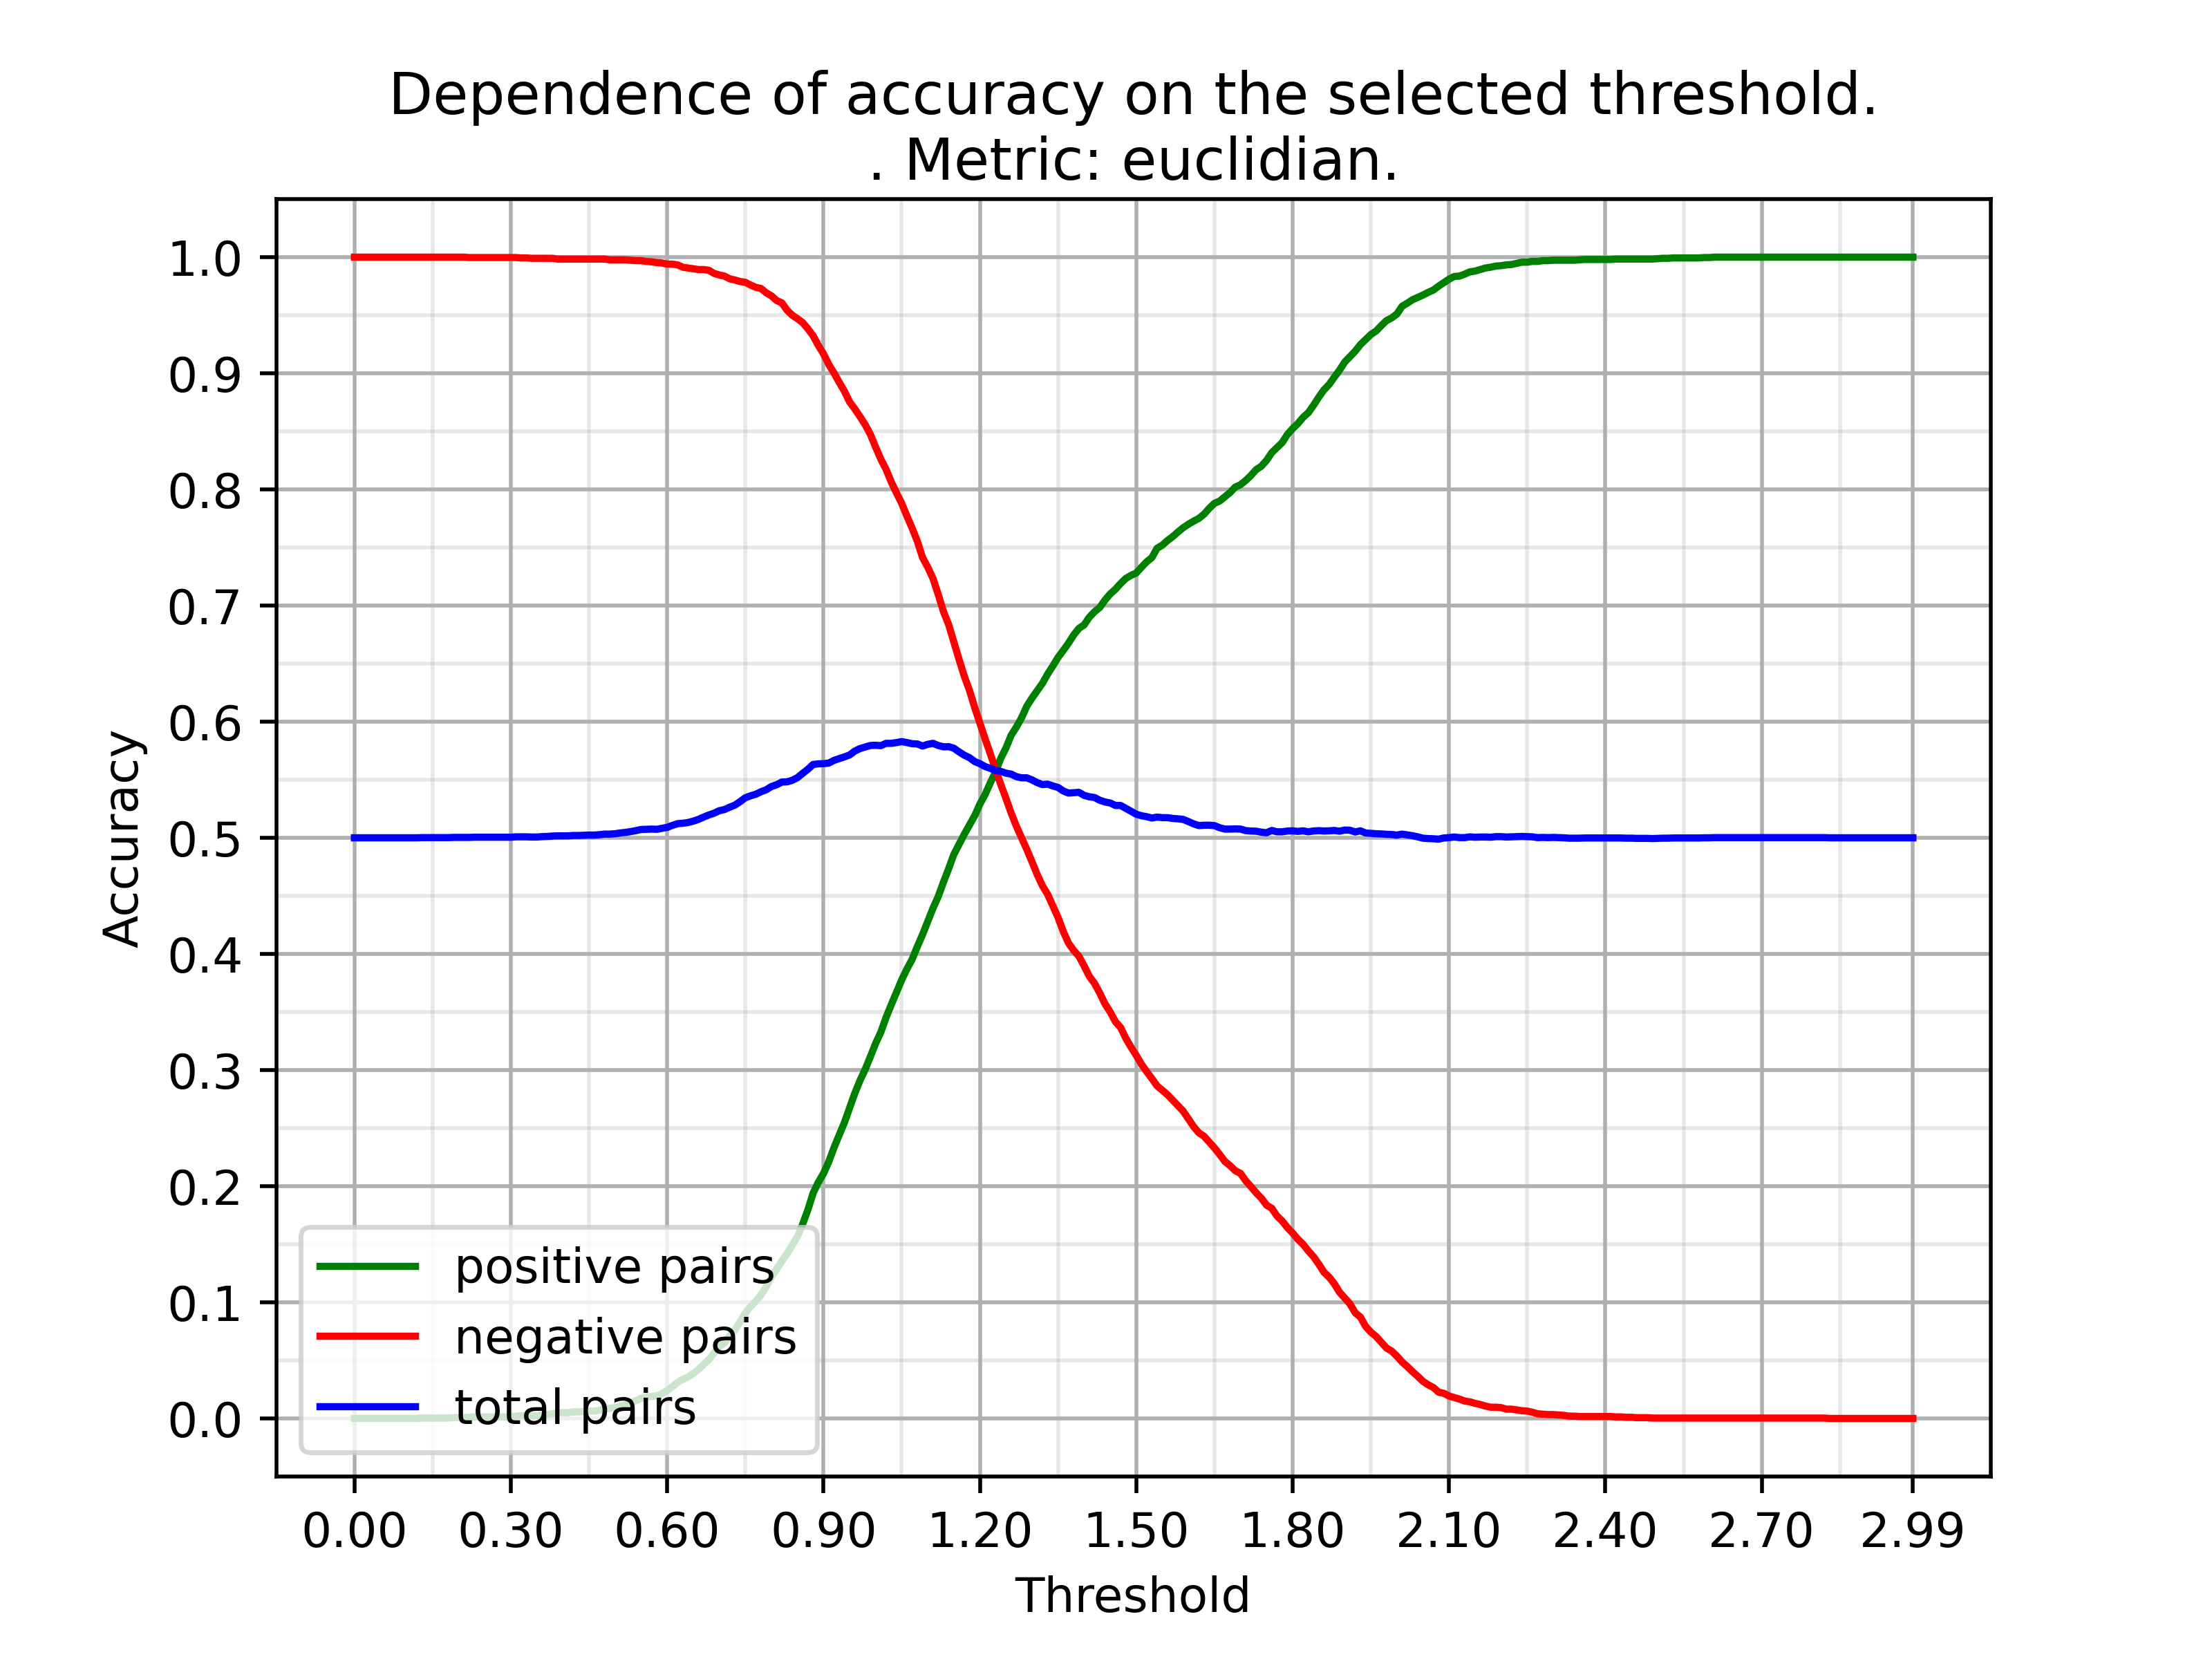 Dependence of accuracy on the selected threshold.
. Metric: euclidian.
1.0
0.9
0.8
0.7
0.6
0.5
0.4
0.3
0.2
0.1
0.0
Accuracy
positive pairs
negative pairs
total pairs
0.00 0.30 0.60 0.90 1.20 1.50 1.80 2.10 2.40 2.70 2.99
Threshold